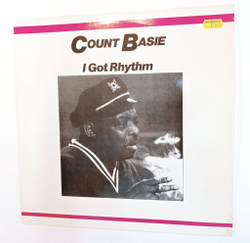 COUNT BASIE
I Got Rhythm